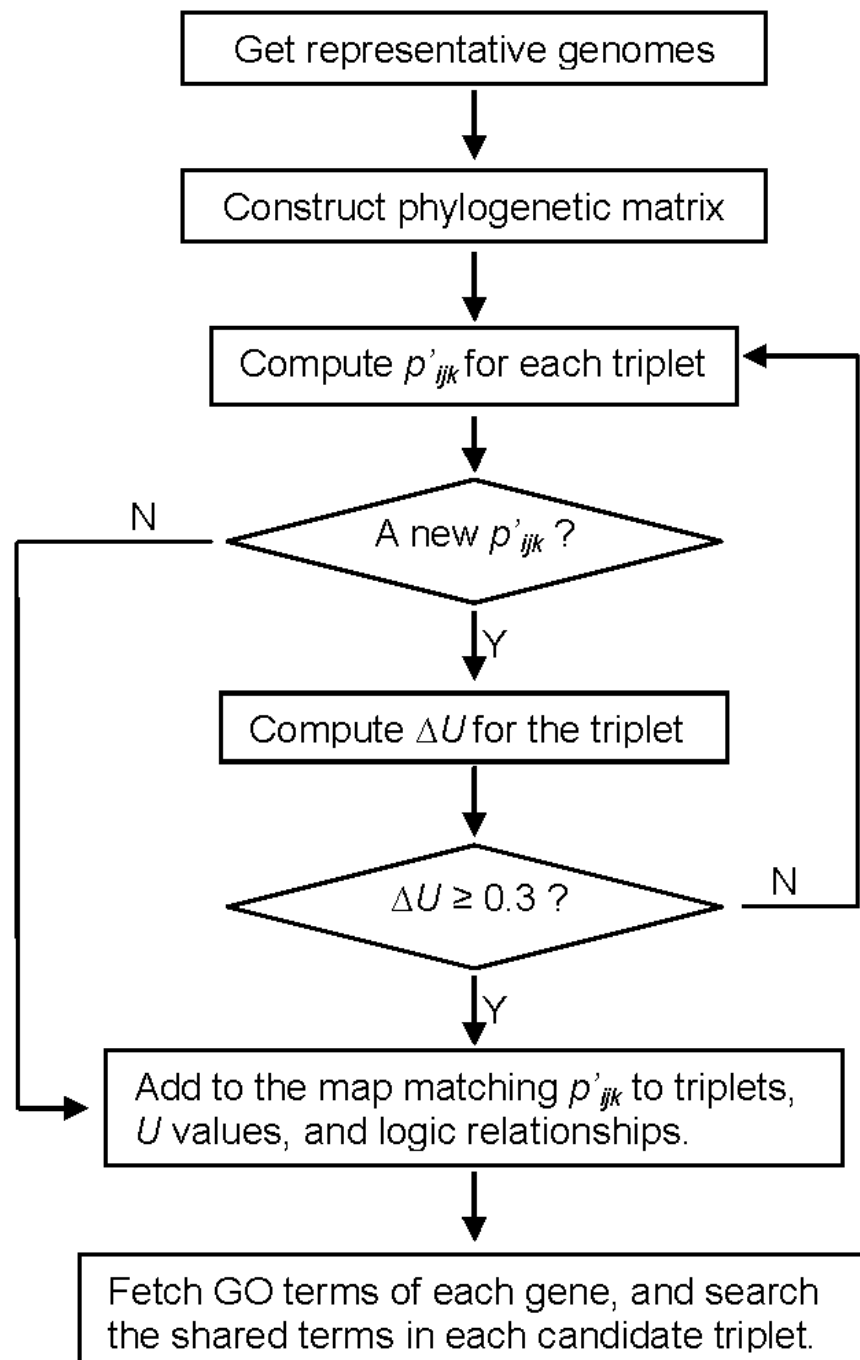 Get representative genomes
Construct phylogenetic matrix
Compute p'ijk for each triplet
N
A new p'ijk ?
Y
Compute ΔU for the triplet
ΔU ≥ 0.3 ?
N
Y
Add to the map matching p'ijk to triplets,
U values, and logic relationships.
Fetch GO terms of each gene, and search
the shared terms in each candidate triplet.